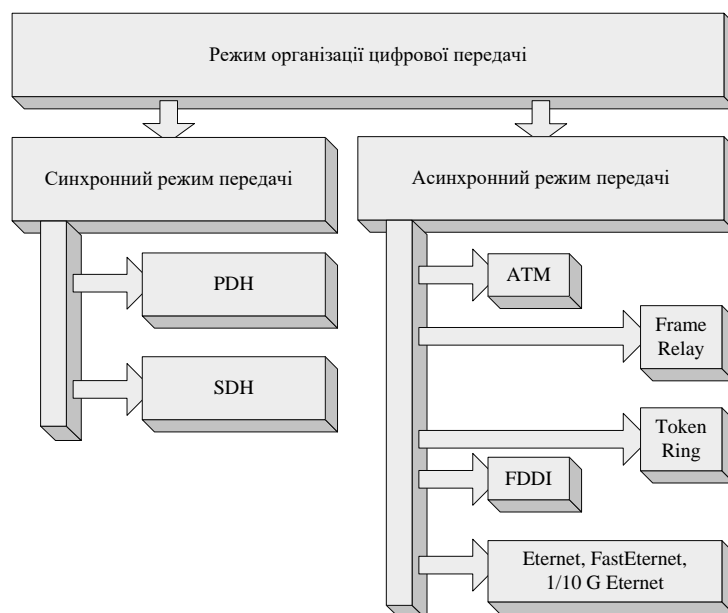 Режим організації цифрової передачі
Синхронний режим передачі
Асинхронний режим передачі
PDH
SDH
ATM
Frame
Relay
Token
Ring
FDDI
Eternet, FastEternet,
1/10 G Eternet